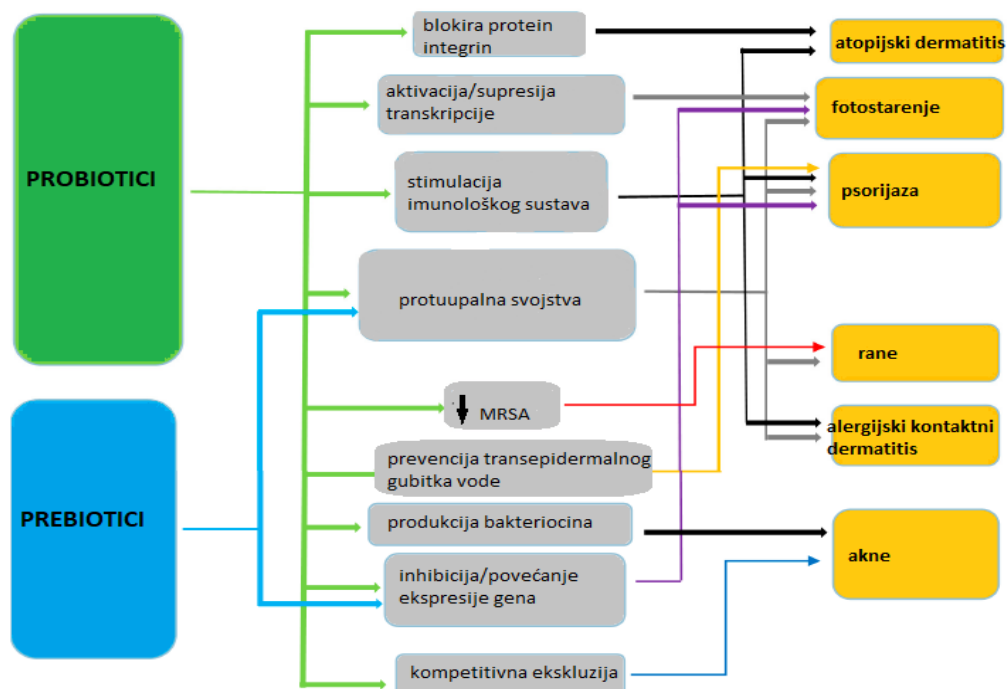 PROBIOTICI
PREBIOTICI
blokira protein
integrin
aktivacija/supresija
transkripcije
stimulacija
imunološkog sustava
protuupalna svojstva
MRSA
prevencija transepidermalnog
gubitka vode
produkcija bakteriocina
inhibicija/povećanje
ekspresije gena
kompetitivna ekskluzija
atopijski dermatitis
fotostarenje
psorijaza
rane
alergijski kontaktni
dermatitis
akne